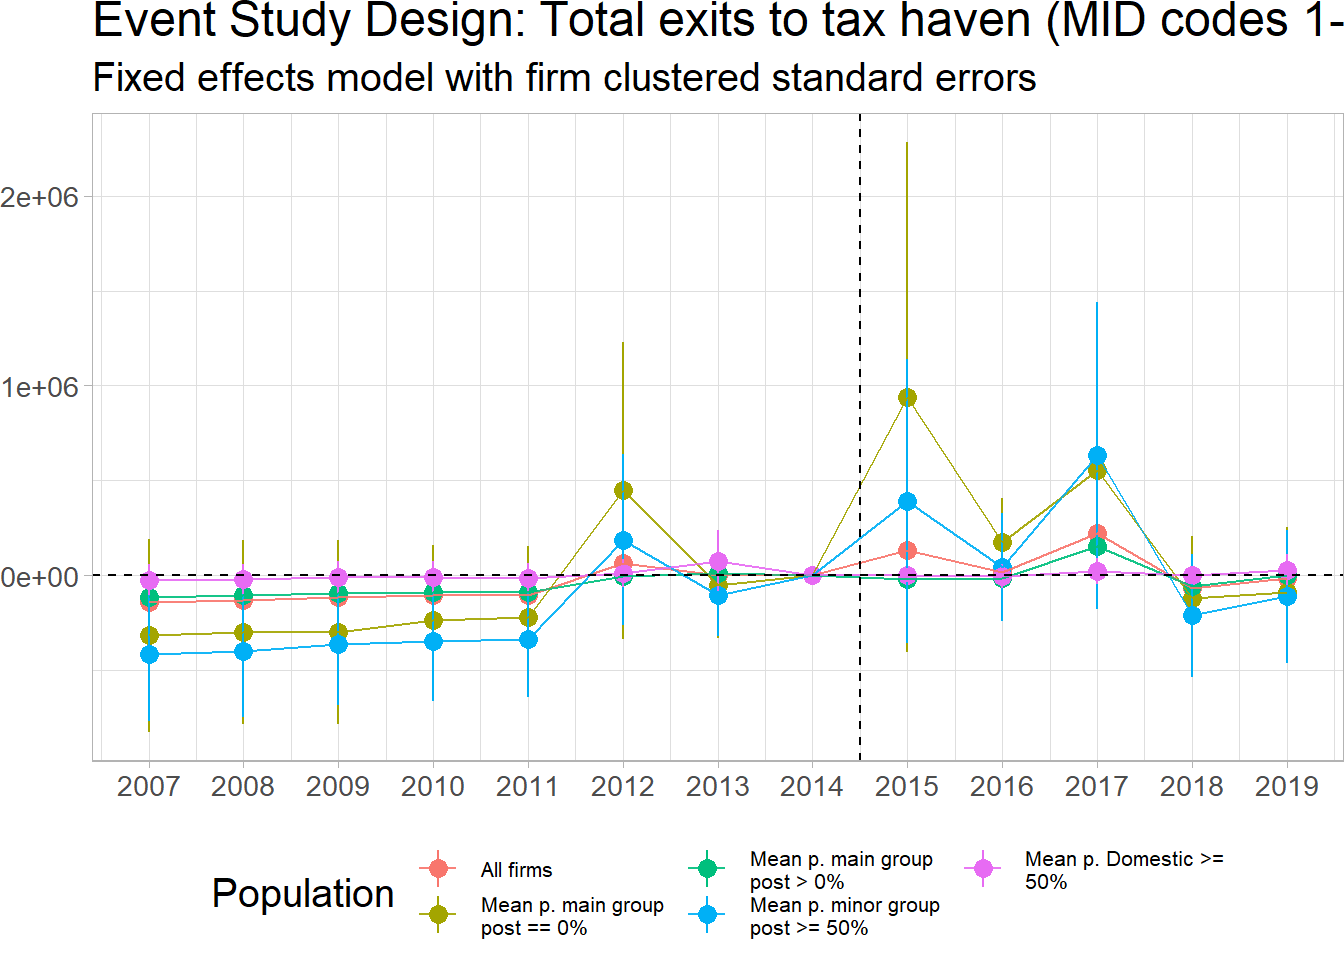 Event Study Design: Total exits to tax haven (MID codes 1-
Fixed effects model with firm clustered standard errors
2e+06
1e+06
0e+00
2007 2008 2009 2010 2011 2012 2013 2014 2015 2016 2017 2018 2019
Population
All firms
Mean p. main group
post == 0%
Mean p. main group
post > 0%
Mean p. minor group
post >= 50%
Mean p. Domestic >=
50%